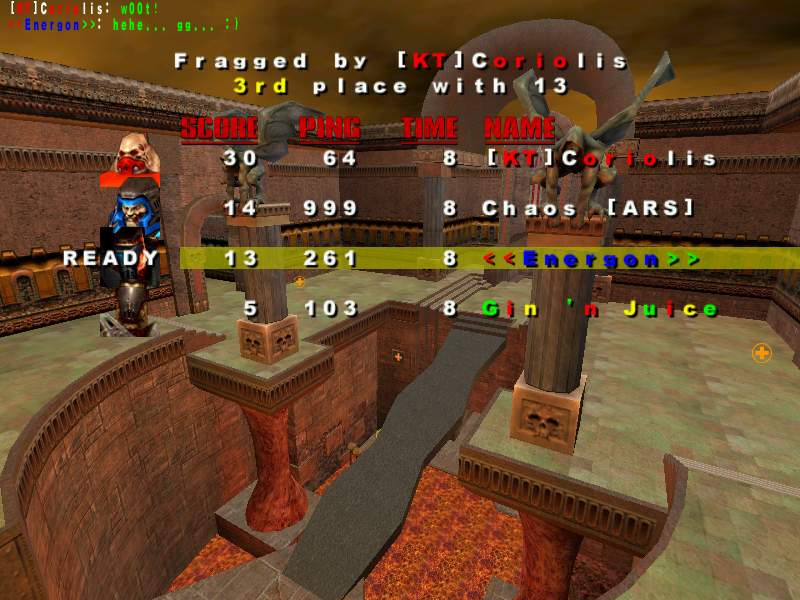 [KT]Coriolis: w00t!
<<Energon>>: hehe... gg... :)
Fragged by [KT]Coriolis
3rd place with 13
SCORE PING TIME NAME
30 64 8 [KT]Coriolis
14 999 8 Chaos [ARS]
READY 13 261 8 <<Energon>>
5 103 8 Gin 'n Juice